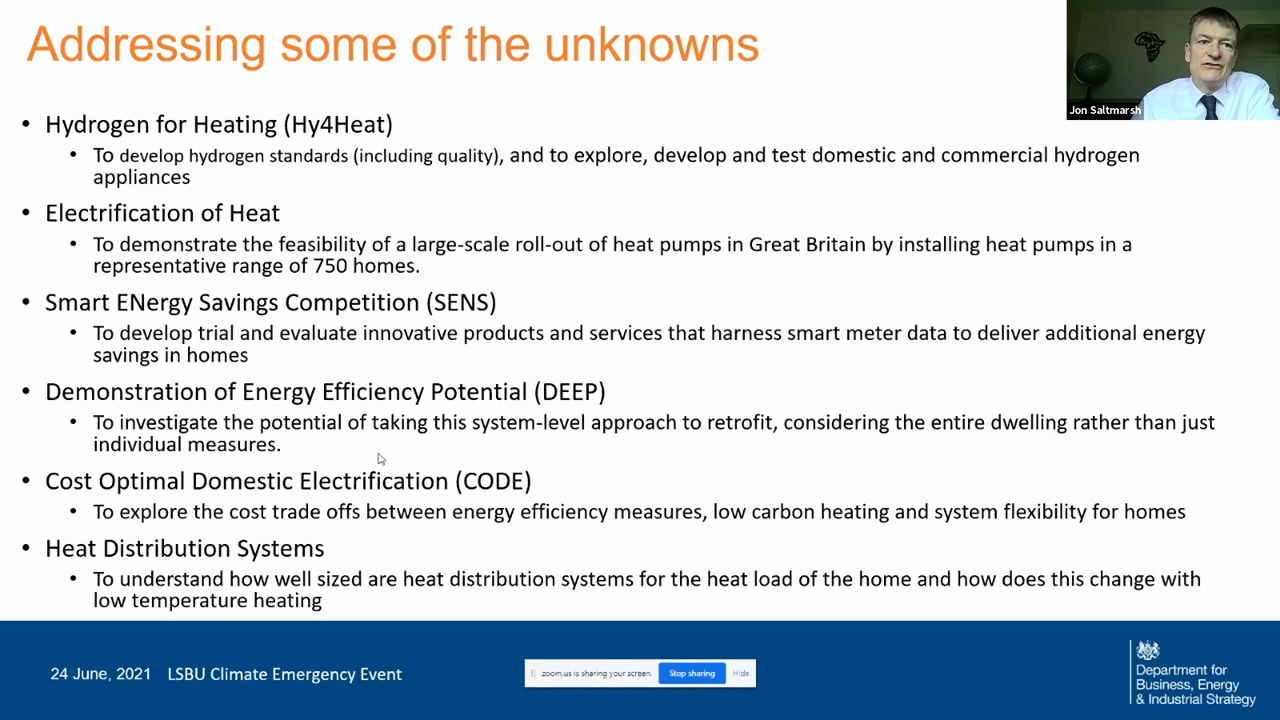 Addressing some of the unknowns
Jon Saltmarsh
• Hydrogen for Heating (Hy4Heat)
• To develop hydrogen standards (including quality), and to explore, develop and test domestic and commercial hydrogen
appliances
• Electrification of Heat
• To demonstrate the feasibility of a large-scale roll-out of heat pumps in Great Britain by installing heat pumps in a
representative range of 750 homes.
• Smart ENergy Savings Competition (SENS)
• To develop trial and evaluate innovative products and services that harness smart meter data to deliver additional energy
savings in homes
• Demonstration of Energy Efficiency Potential (DEEP)
• To investigate the potential of taking this system-level approach to retrofit, considering the entire dwelling rather than just
individual measures.
• Cost Optimal Domestic Electrification (CODE)
• To explore the cost trade offs between energy efficiency measures, low carbon heating and system flexibility for homes
• Heat Distribution Systems
• To understand how well sized are heat distribution systems for the heat load of the home and how does this change with
low temperature heating
24 June, 2021 LSBU Climate Emergency Event
zoom.us is sharing your screen. Stop sharing Hide
Department for
Business, Energy
& Industrial Strategy